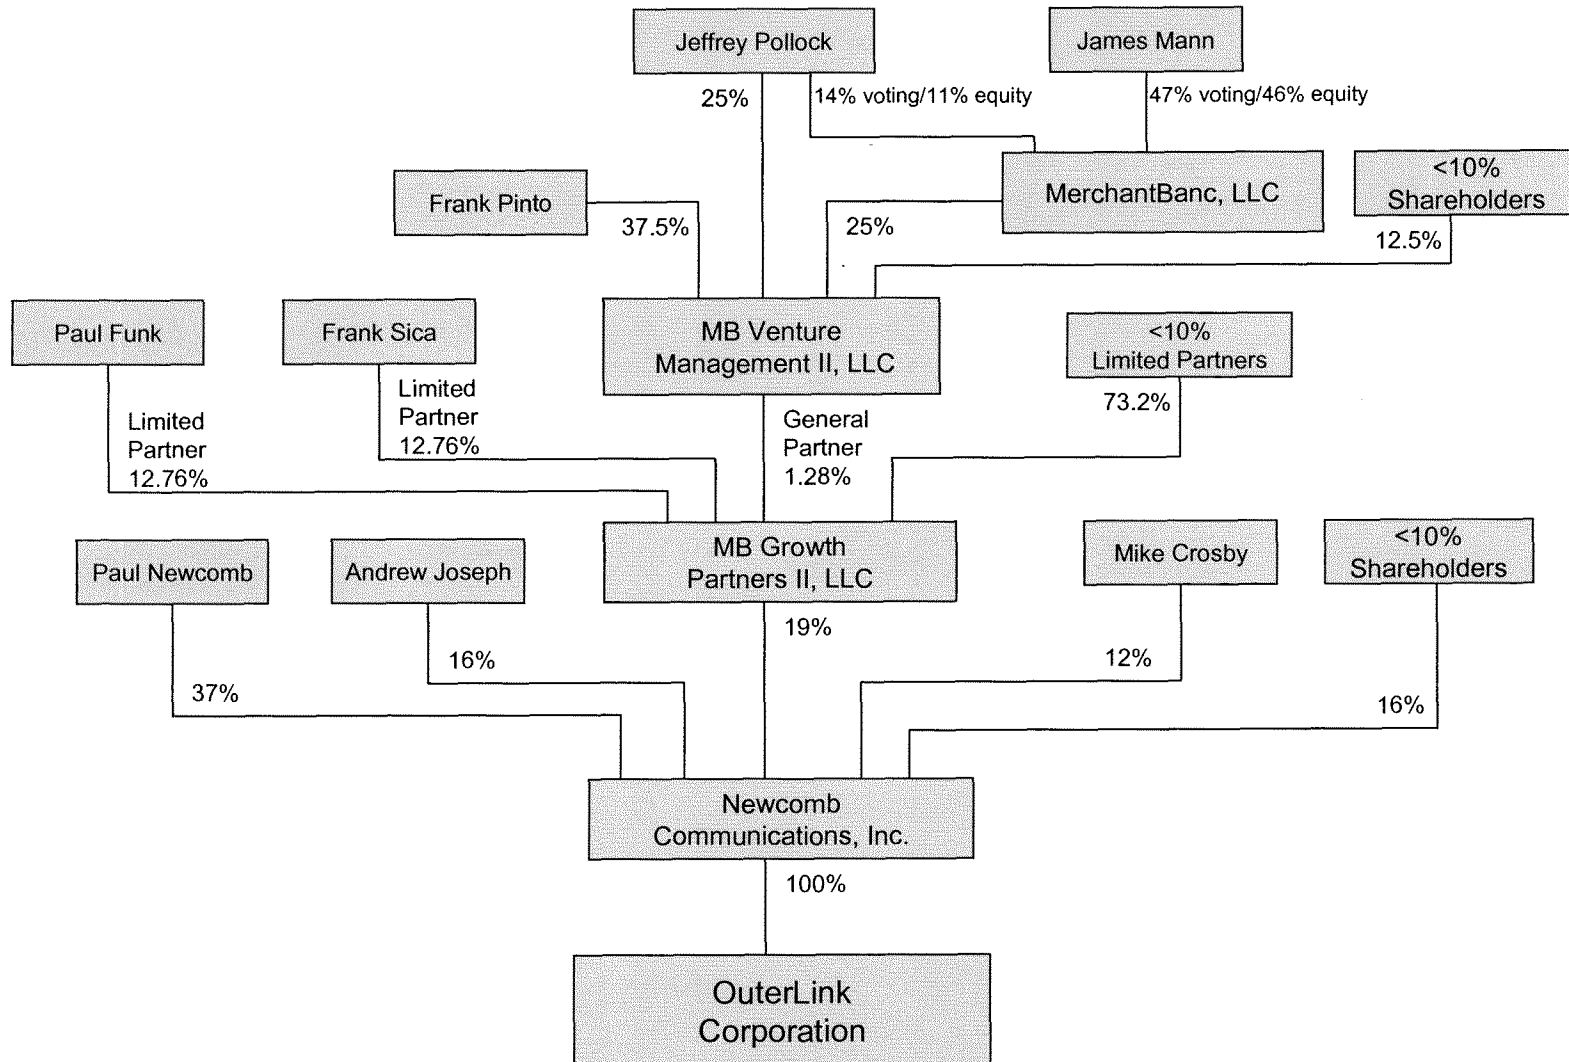 Jeffrey Pollock
James Mann
25%
14% voting/11% equity
47% voting/46% equity
Frank Pinto
MerchantBanc, LLC
<10%
Shareholders
37.5%
25%
12.5%
Paul Funk
Frank Sica
MB Venture
Management II, LLC
<10%
Limited Partners
Limited
Partner
12.76%
Limited
Partner
12.76%
General
Partner
1.28%
73.2%
Paul Newcomb
Andrew Joseph
MB Growth
Partners II, LLC
Mike Crosby
<10%
Shareholders
37%
16%
19%
12%
16%
Newcomb
Communications, Inc.
100%
OuterLink
Corporation